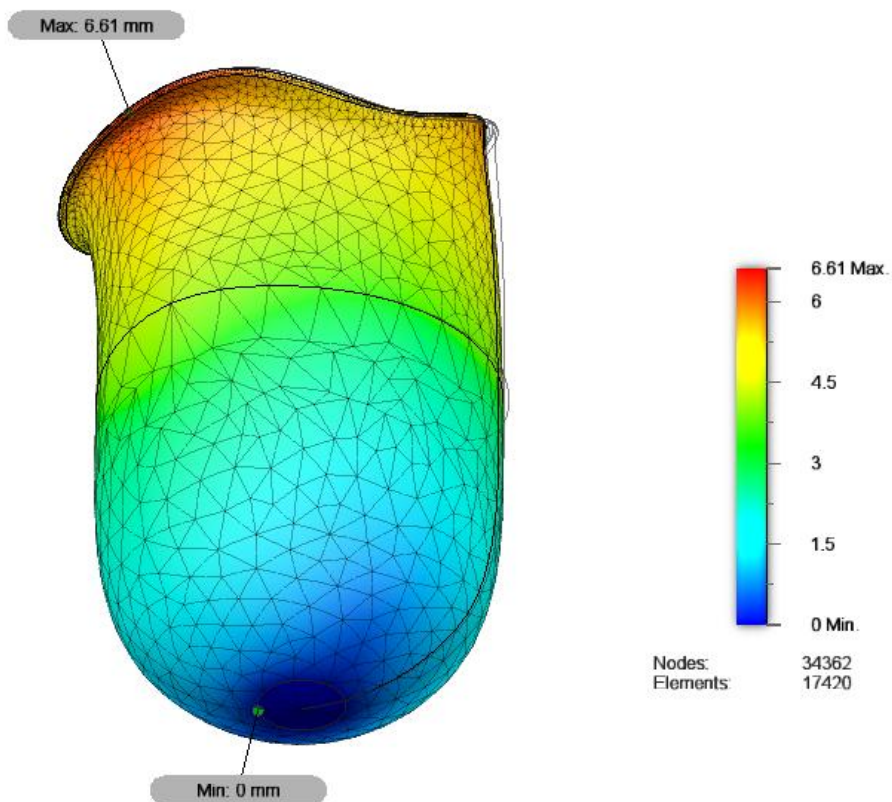 Max: 6.61 mm
6.61 Max.
6
4.5
3
1.5
0 Min.
Nodes: 34362
Elements: 17420
Min: 0 mm